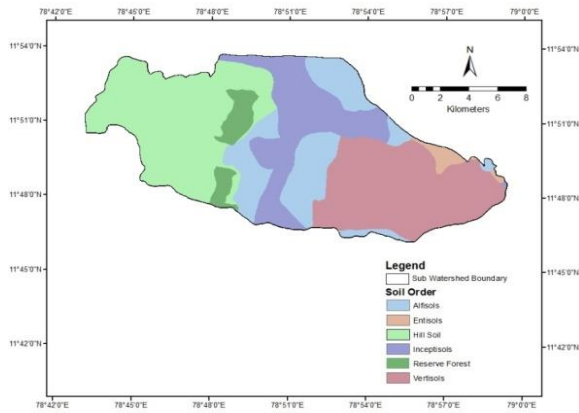 78°42'0"E 78°45'0"E 78°48'0"E 78°51'0"E 78°54'0"E 78°57'0"E 79°0'0"E
11°54'0"N
11°51'0"N
11°48'0"N
11°45'0"N
11°42'0"N
N
0 2 4 6 8
Kilometers
11°54'0"N
11°51'0"N
11°48'0"N
11°45'0"N
11°42'0"N
Legend
Sub Watershed Boundary
Soil Order
Alfisols
Entisols
Hill Soil
Inceptisols
Reserve Forest
Vertisols
78°42'0"E 78°45'0"E 78°48'0"E 78°51'0"E 78°54'0"E 78°57'0"E 79°0'0"E